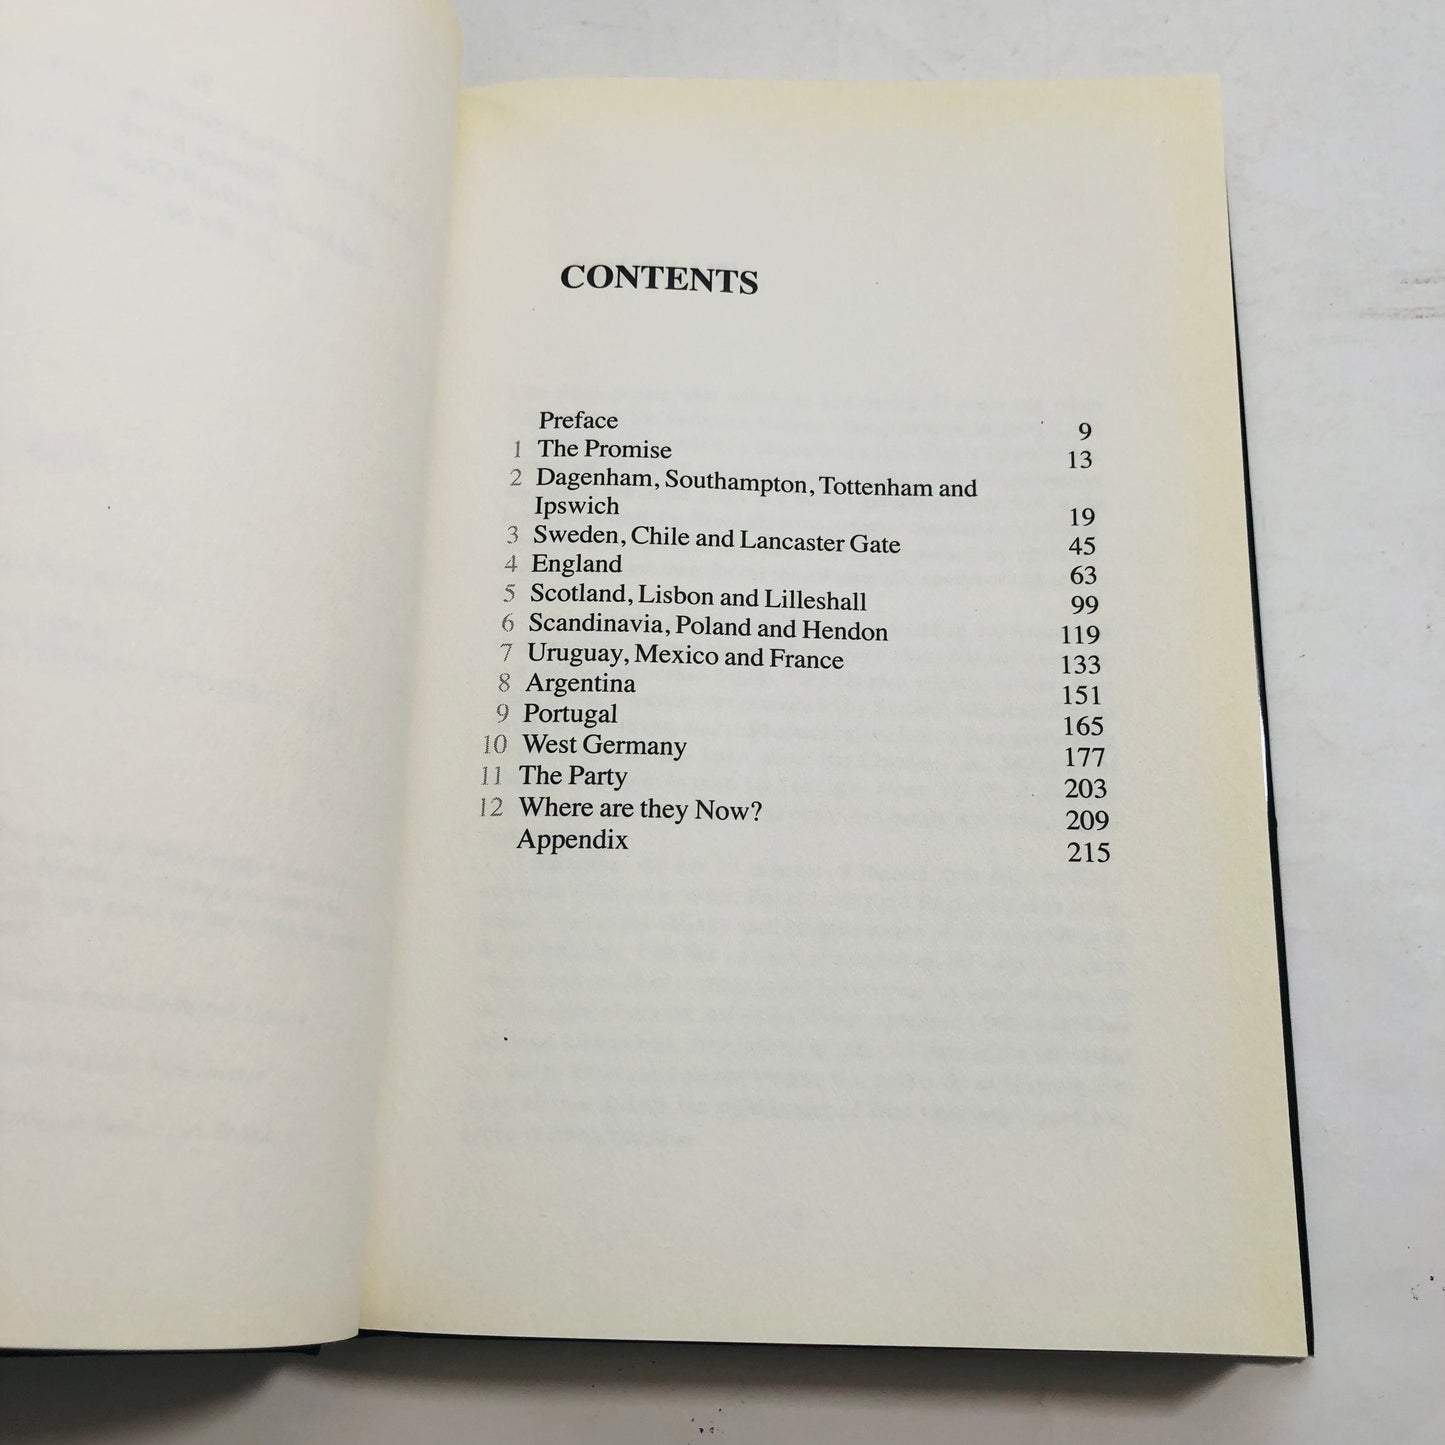 CONTENTS
Preface 9
1 The Promise 13
2 Dagenham, Southampton, Tottenham and
Ipswich 19
3 Sweden, Chile and Lancaster Gate 45
4 England 63
5 Scotland, Lisbon and Lilleshall 99
6 Scandinavia, Poland and Hendon 119
7 Uruguay, Mexico and France 133
8 Argentina 151
9 Portugal 165
10 West Germany 177
11 The Party 203
12 Where are they Now? 209
Appendix 215